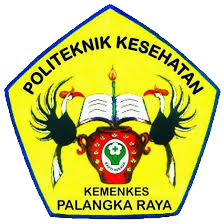 POLITEKNIK KESEHATAN
KEMENKES
PALANGKA RAYA